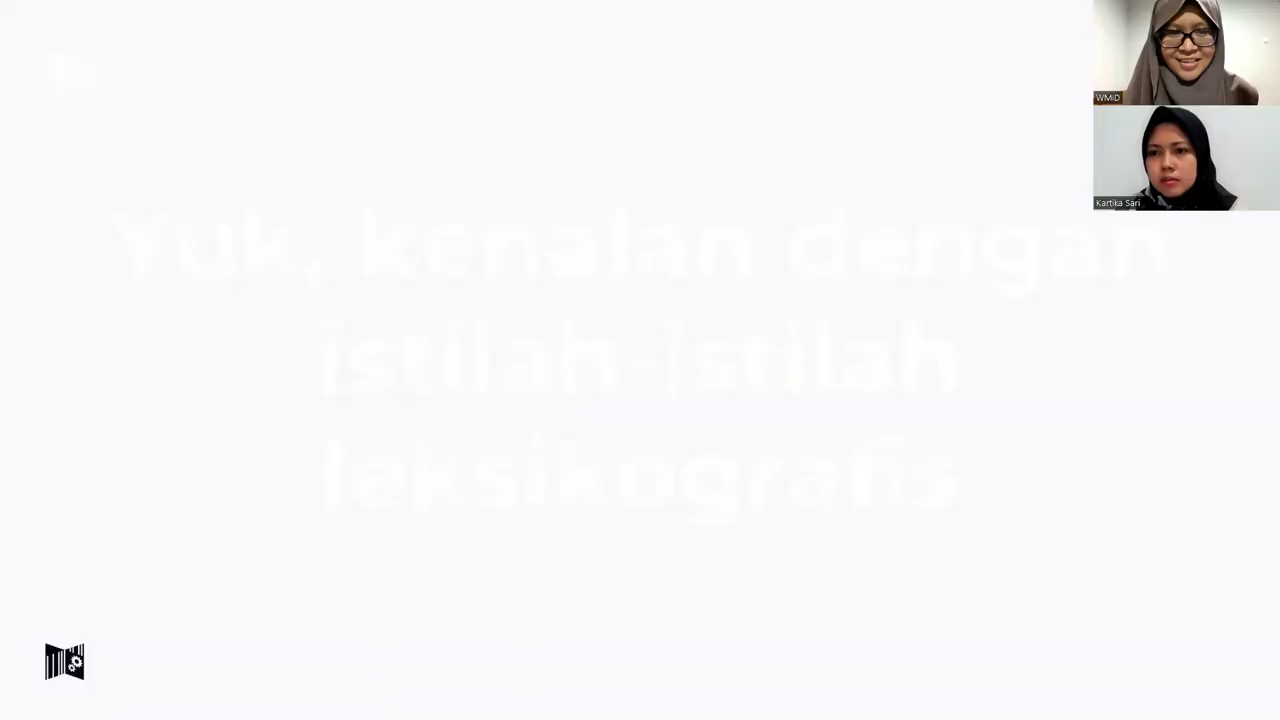 WMID
Kartika Sari
Yuk, kenalan dengan
istilah-istilah
leksikografis